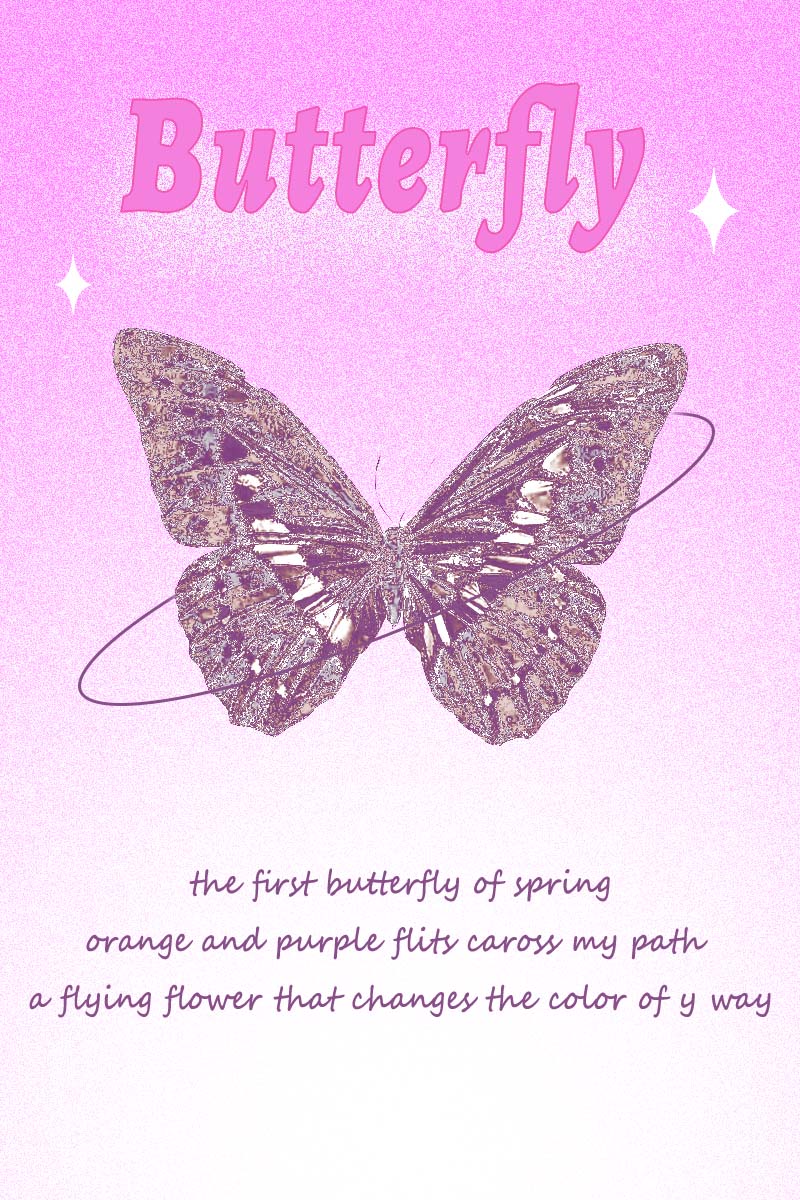 Butterfly
the first butterfly of spring
orange and purple flits caross my path
a flying flower that changes the color of y way